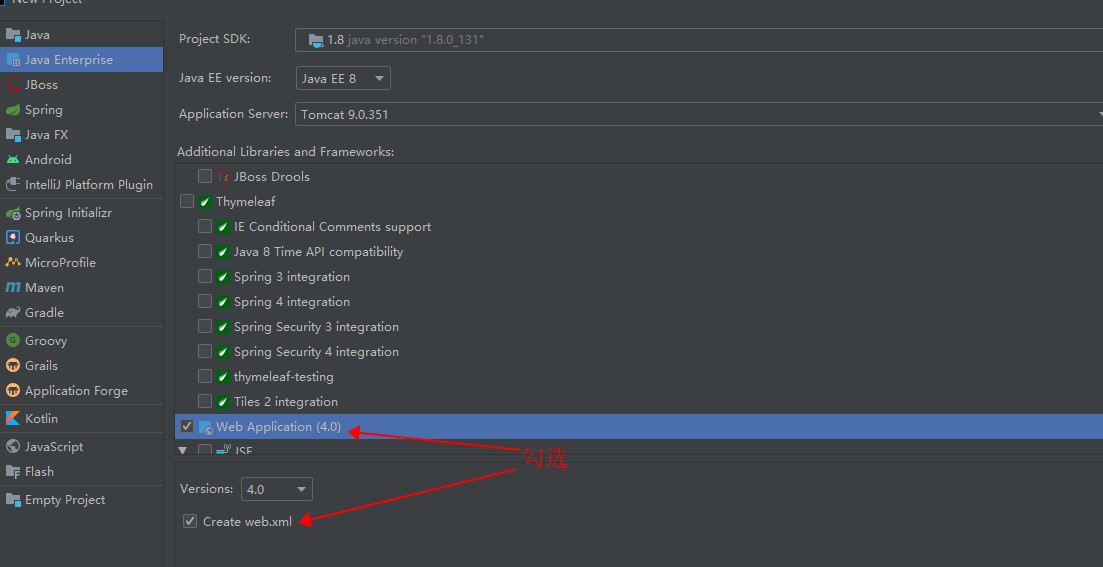 New Project
Java
Java Enterprise
JBoss
Spring
Java FX
Android
IntelliJ Platform Plugin
Spring Initializr
Quarkus
MicroProfile
Maven
Gradle
Groovy
Grails
Application Forge
Kotlin
JavaScript
Flash
Empty Project
Project SDK: 1.8 java version "1.8.0_131"
Java EE version: Java EE 8
Application Server: Tomcat 9.0.351
Additional Libraries and Frameworks:
JBoss Drools
Thymeleaf
IE Conditional Comments support
Java 8 Time API compatibility
Spring 3 integration
Spring 4 integration
Spring Security 3 integration
Spring Security 4 integration
thymeleaf-testing
Tiles 2 integration
Web Application (4.0)
JSF
勾选
Versions: 4.0
Create web.xml